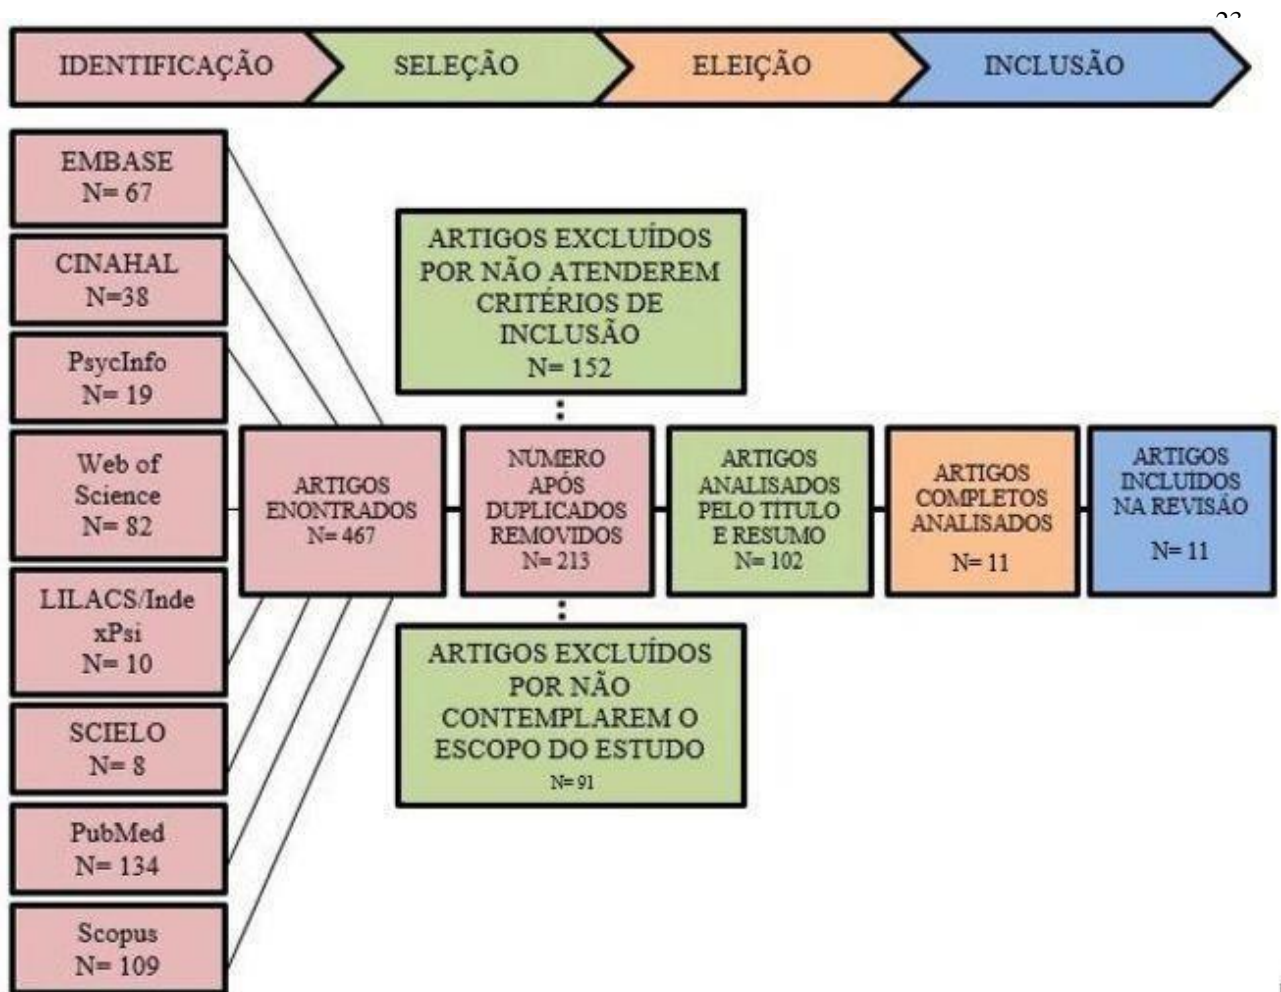 IDENTIFICAÇÃO
SELEÇÃO
ELEIÇÃO
INCLUSÃO
EMBASE
N= 67
CINAHAL
N=38
PsycInfo
N= 19
Web of
Science
N= 82
LILACS/Inde
xPsi
N= 10
SCIELO
N= 8
PubMed
N= 134
Scopus
N= 109
ARTIGOS
ENONTRADOS
N= 467
ARTIGOS EXCLUÍDOS
POR NÃO ATENDEREM
CRITÉRIOS DE
INCLUSÃO
N= 152
NÚMERO
APÓS
DUPLICADOS
REMOVIDOS
N= 213
ARTIGOS EXCLUÍDOS
POR NÃO
CONTEMPLAREM O
ESCOPO DO ESTUDO
N= 91
ARTIGOS
ANALISADOS
PELO TÍTULO
E RESUMO
N= 102
ARTIGOS
COMPLETOS
ANALISADOS
N= 11
ARTIGOS
INCLUÍDOS
NA REVISÃO
N= 11